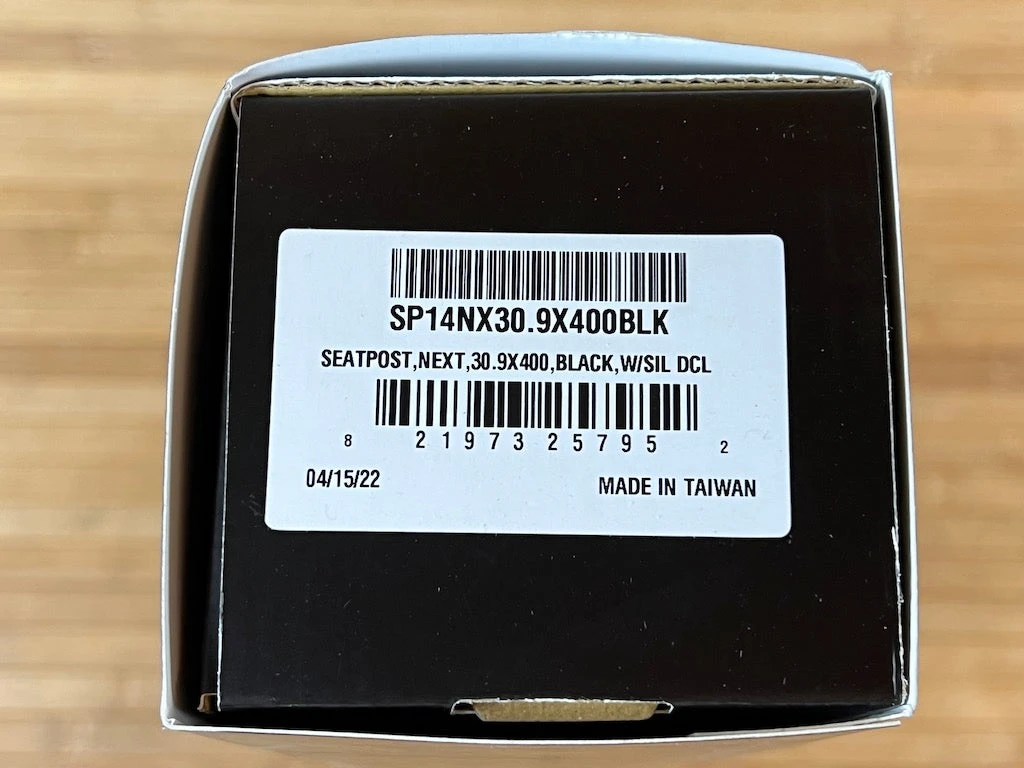 SP14NX30.9X400BLK
SEATPOST,NEXT,30.9X400,BLACK,W/SIL DCL
8 21973 25795 2
04/15/22
MADE IN TAIWAN